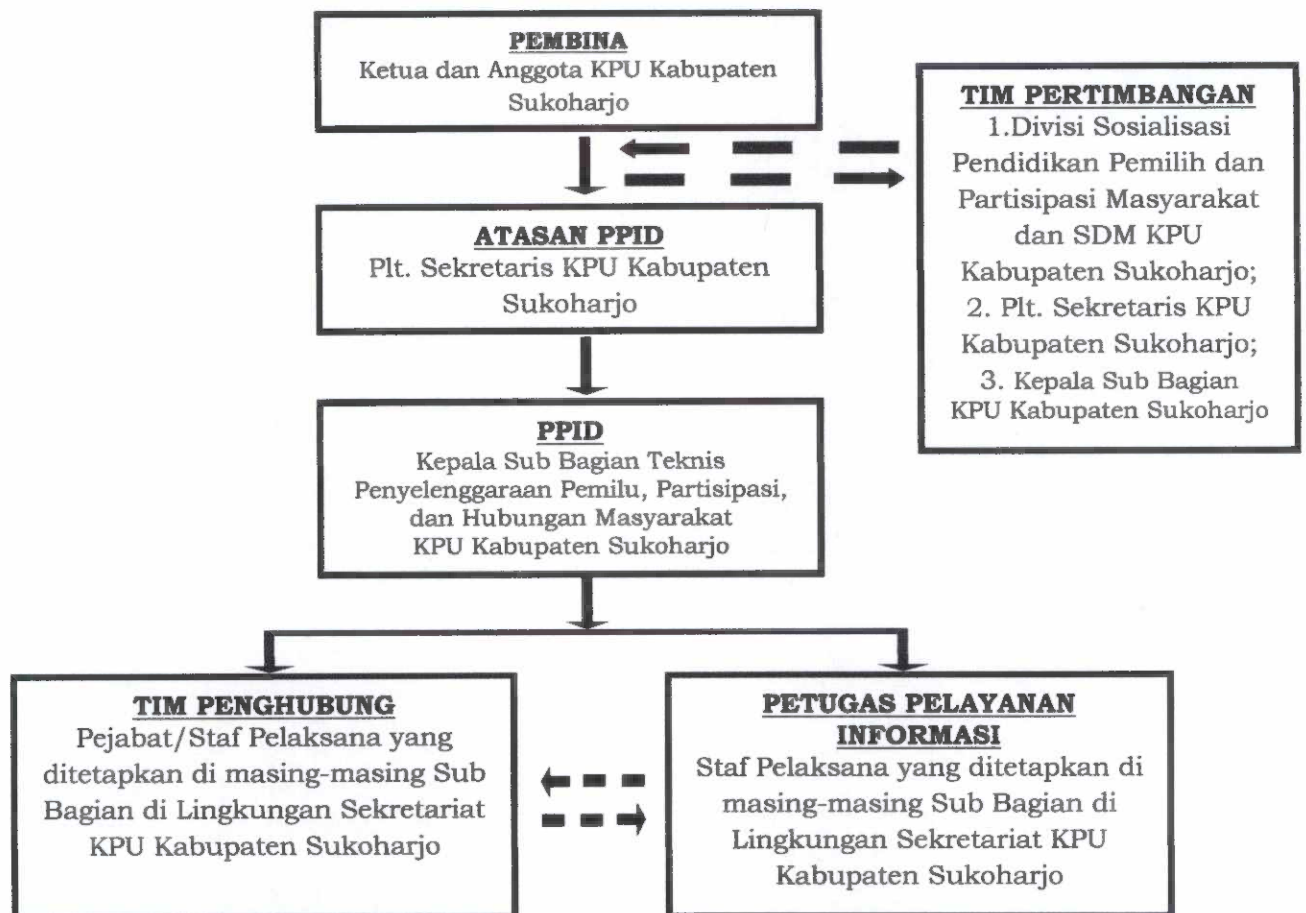 PEMBINA
Ketua dan Anggota KPU Kabupaten
Sukoharjo
TIM PERTIMBANGAN
1.Divisi Sosialisasi
Pendidikan Pemilih dan
Partisipasi Masyarakat
dan SDM KPU
Kabupaten Sukoharjo;
2. Plt. Sekretaris KPU
Kabupaten Sukoharjo;
3. Kepala Sub Bagian
KPU Kabupaten Sukoharjo
ATASAN PPID
Plt. Sekretaris KPU Kabupaten
Sukoharjo
PPID
Kepala Sub Bagian Teknis
Penyelenggaraan Pemilu, Partisipasi,
dan Hubungan Masyarakat
KPU Kabupaten Sukoharjo
TIM PENGHUBUNG
Pejabat/Staf Pelaksana yang
ditetapkan di masing-masing Sub
Bagian di Lingkungan Sekretariat
KPU Kabupaten Sukoharjo
PETUGAS PELAYANAN
INFORMASI
Staf Pelaksana yang ditetapkan di
masing-masing Sub Bagian di
Lingkungan Sekretariat KPU
Kabupaten Sukoharjo